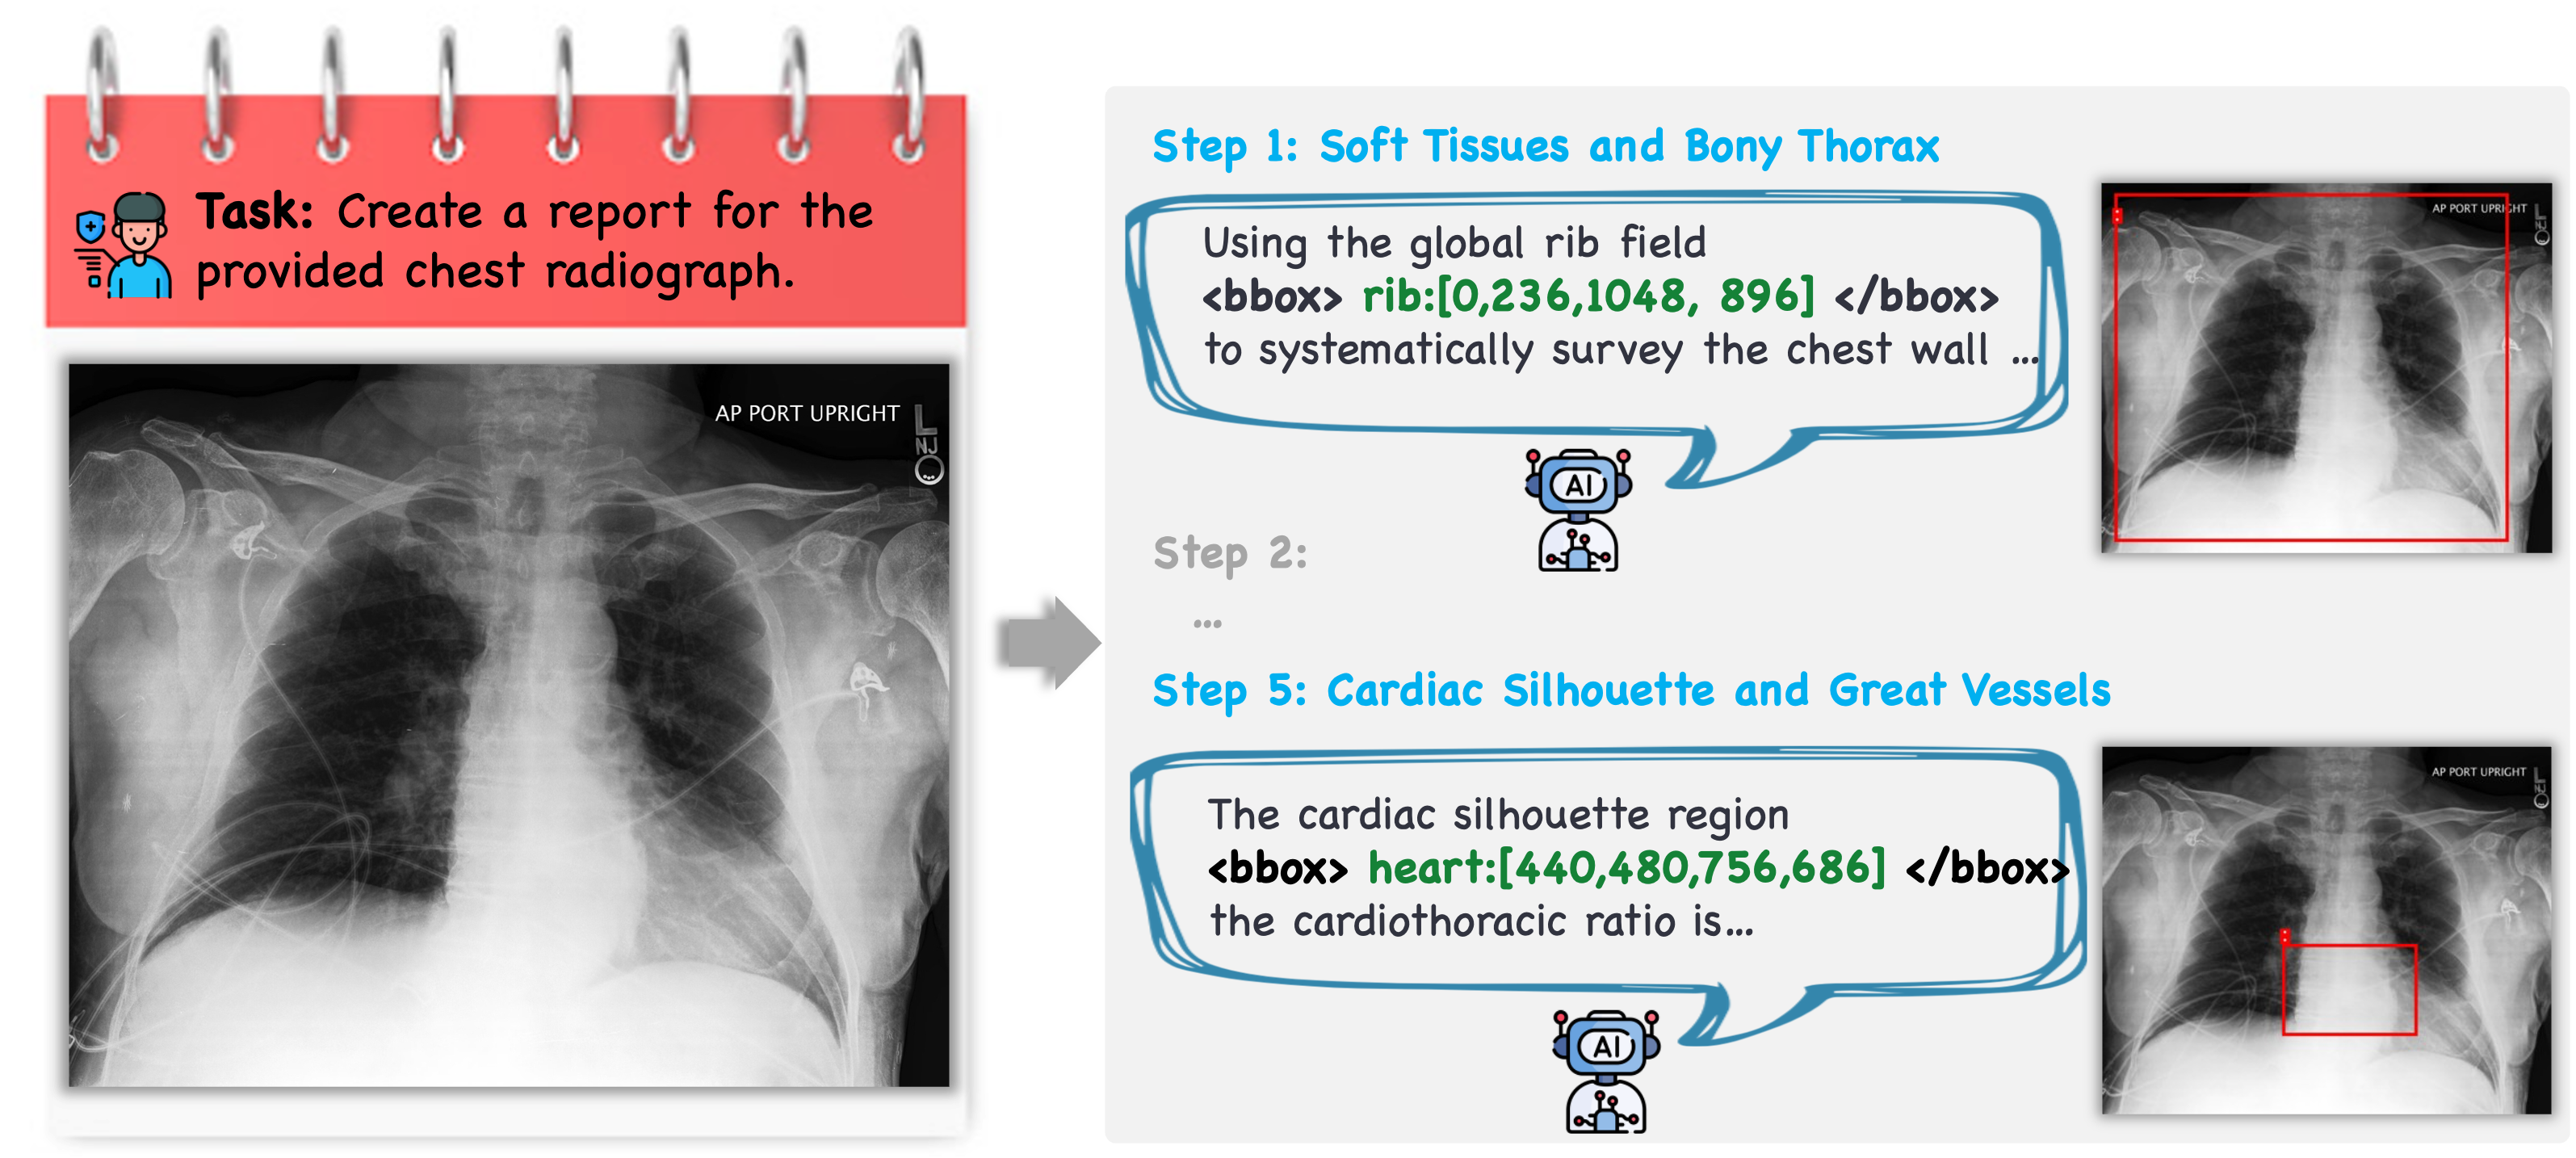 Task: Create a report for the
provided chest radiograph.
AP PORT UPRIGHT
L
NJ
Step 1: Soft Tissues and Bony Thorax
Using the global rib field
<bbox> rib:[0,236,1048, 896] </bbox>
to systematically survey the chest wall ...
AI
AP PORT UPRIGHT
L
Step 2:
...
Step 5: Cardiac Silhouette and Great Vessels
The cardiac silhouette region
<bbox> heart:[440,480,756,686] </bbox>
the cardiothoracic ratio is...
AI
AP PORT UPRIGHT
L